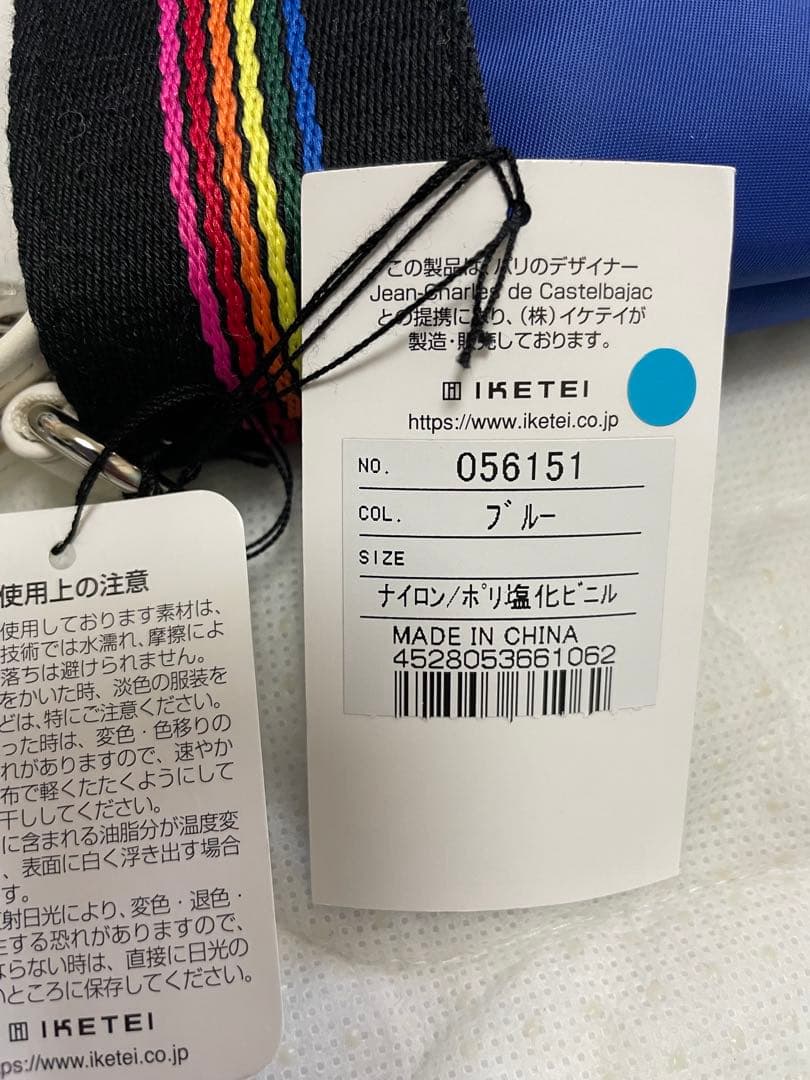 この製品は、パリのデザイナー
Jean-Charles de Castelbajac
との提携により、(株)イケテイが
製造・販売しております。
IKETEI
https://www.iketei.co.jp
NO. 056151
COL. ブルー
SIZE
ナイロン/ポリ塩化ビニル
MADE IN CHINA
4528053661062
使用上の注意
使用しております素材は、
技術では水濡れ、摩擦によ
落ちは避けられません。
をかいた時、淡色の服装を
どは、特にご注意ください。
った時は、変色・色移りの
れがありますので、速やか
布で軽くたたくようにして
干ししてください。
に含まれる油脂分が温度変
、表面に白く浮き出す場合
す。
射日光により、変色・退色・
生する恐れがありますので、
ならない時は、直接に日光の
いところに保存してください。
IKETEI
ps://www.iketei.co.jp